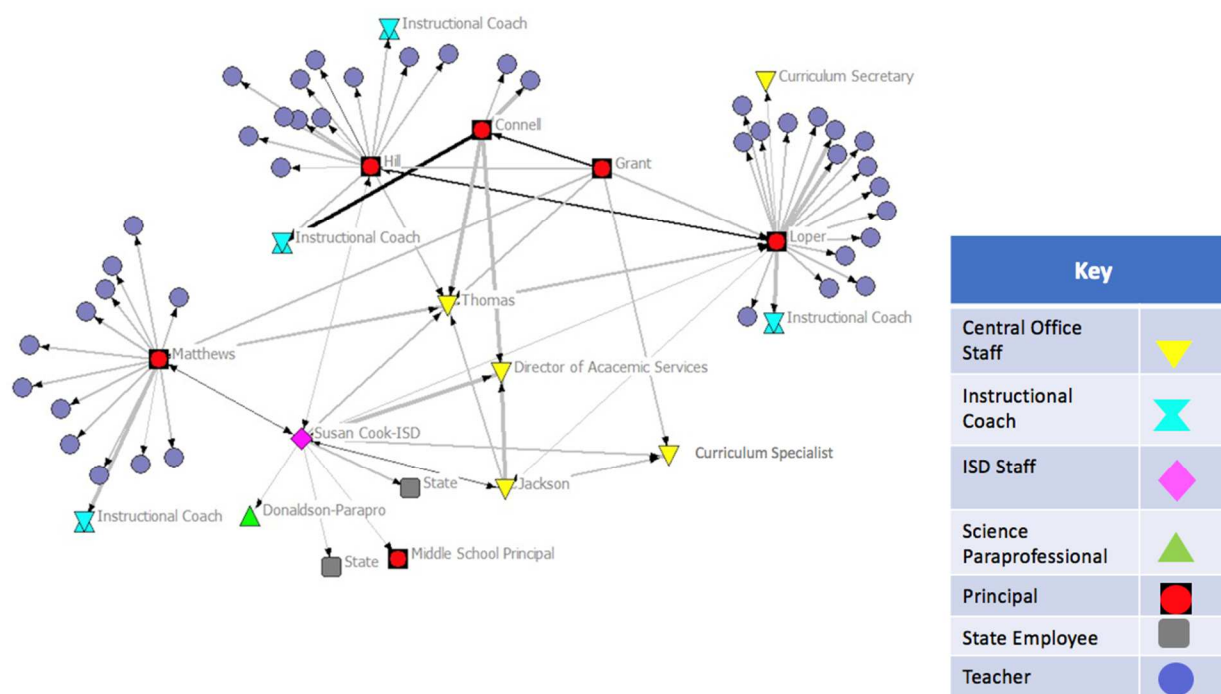 Instructional Coach
Curriculum Secretary
Connell
Hill
Grant
Instructional Coach
Loper
Thomas
Instructional Coach
Matthews
Director of Acacemic Services
Susan Cook-ISD
Curriculum Specialist
State
Jackson
Donaldson-Parapro
Instructional Coach
State
Middle School Principal
Key
Central Office
Staff
Instructional
Coach
ISD Staff
Science
Paraprofessional
Principal
State Employee
Teacher